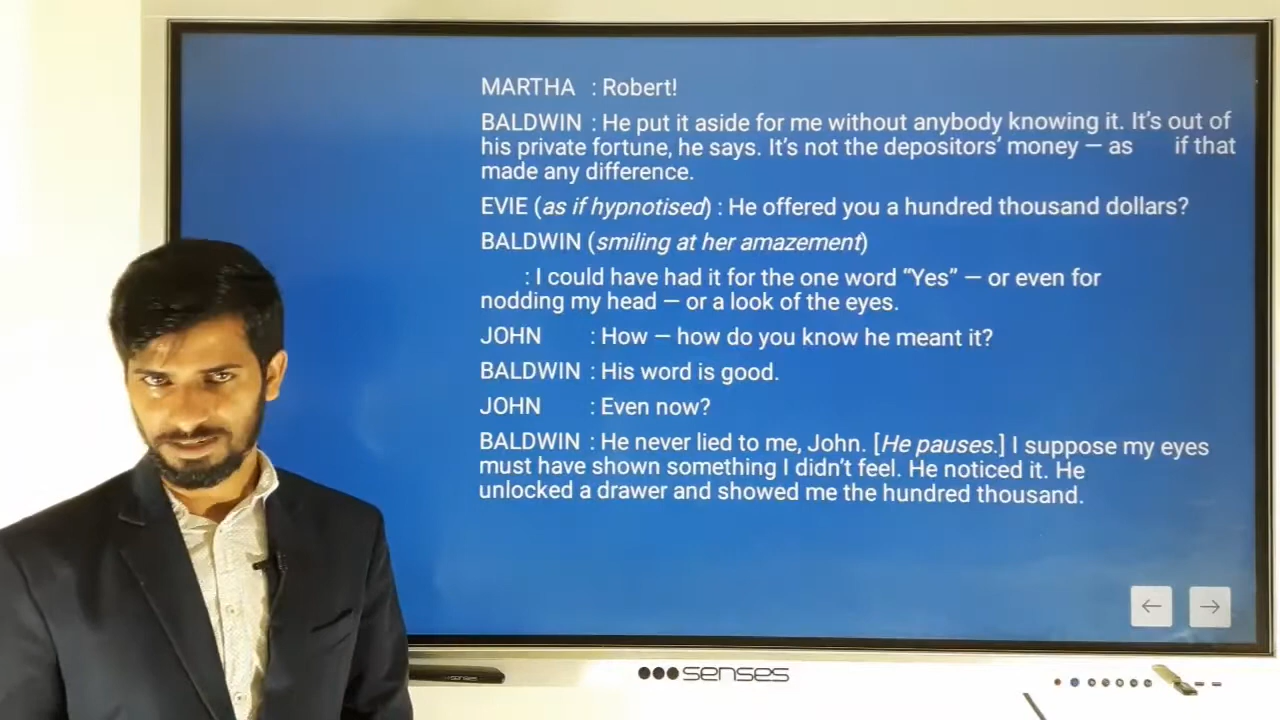 MARTHA : Robert!
BALDWIN : He put it aside for me without anybody knowing it. It's out of
his private fortune, he says. It's not the depositors' money — as if that
made any difference.
EVIE (as if hypnotised) : He offered you a hundred thousand dollars?
BALDWIN (smiling at her amazement)
: I could have had it for the one word “Yes” — or even for
nodding my head — or a look of the eyes.
JOHN : How — how do you know he meant it?
BALDWIN : His word is good.
JOHN : Even now?
BALDWIN : He never lied to me, John. [He pauses.] I suppose my eyes
must have shown something I didn't feel. He noticed it. He
unlocked a drawer and showed me the hundred thousand.
senses